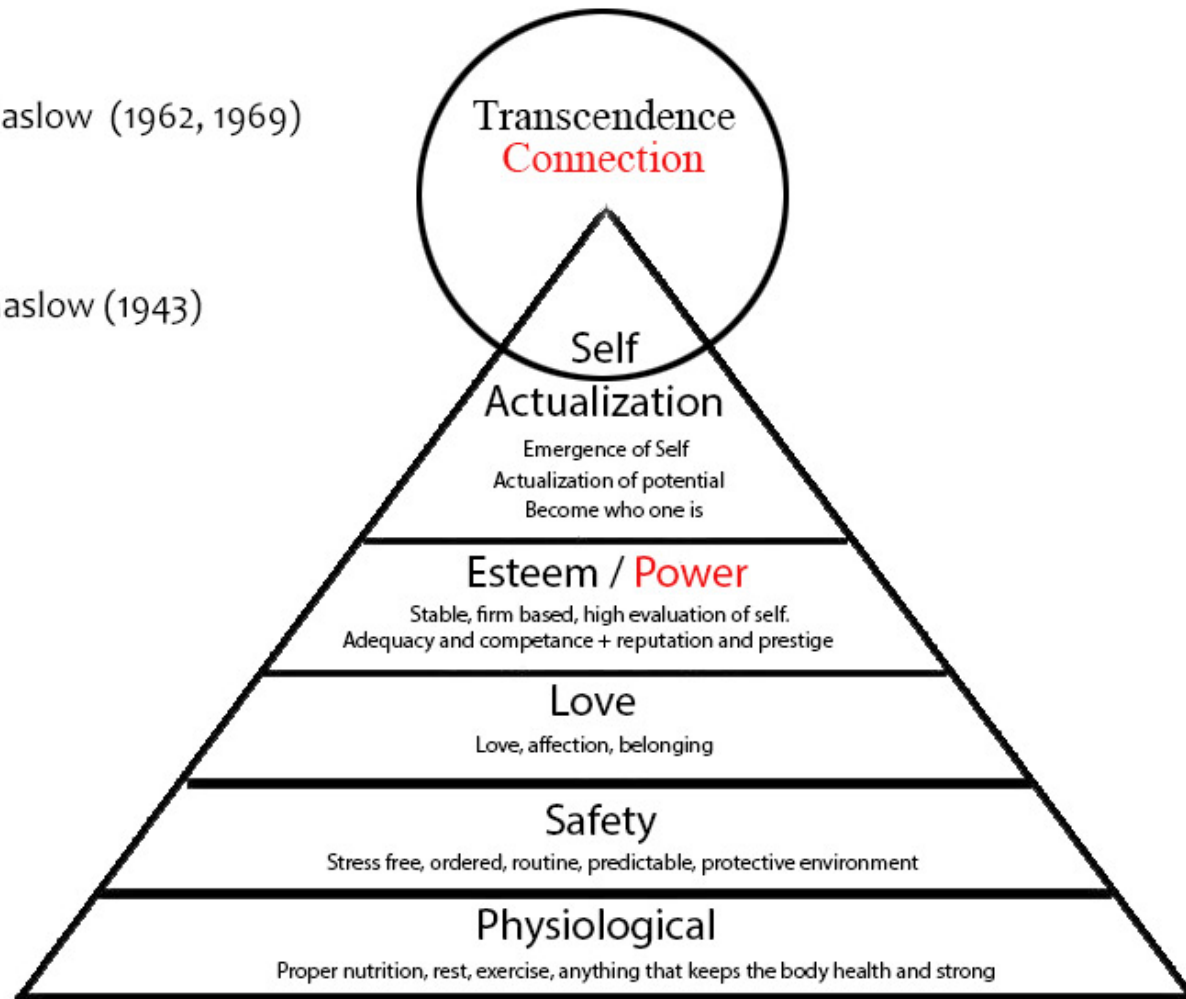 aslow (1962, 1969)
Transcendence
Connection
aslow (1943)
Self
Actualization
Emergence of Self
Actualization of potential
Become who one is
Esteem / Power
Stable, firm based, high evaluation of self.
Adequacy and competance + reputation and prestige
Love
Love, affection, belonging
Safety
Stress free, ordered, routine, predictable, protective environment
Physiological
Proper nutrition, rest, exercise, anything that keeps the body health and strong